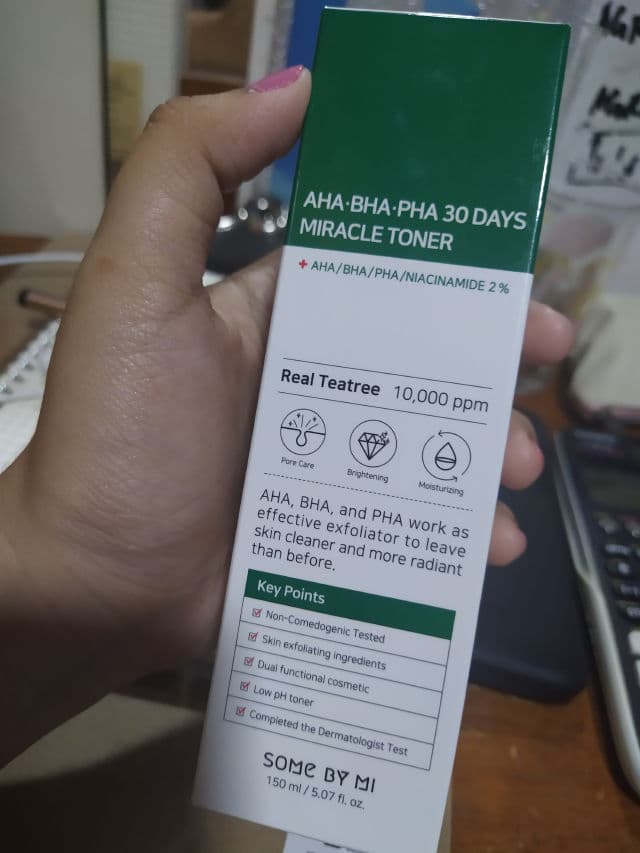 AHA·BHA·PHA 30 DAYS
MIRACLE TONER
+ AHA/BHA/PHA/NIACINAMIDE 2%
Real Teatree 10,000 ppm
Pore Care Brightening Moisturizing
AHA, BHA, and PHA work as
effective exfoliator to leave
skin cleaner and more radiant
than before.
Key Points
Non-Comedogenic Tested
Skin exfoliating ingredients
Dual functional cosmetic
Low pH toner
Completed the Dermatologist Test
SOME BY MI
150 ml / 5.07 fl. oz.